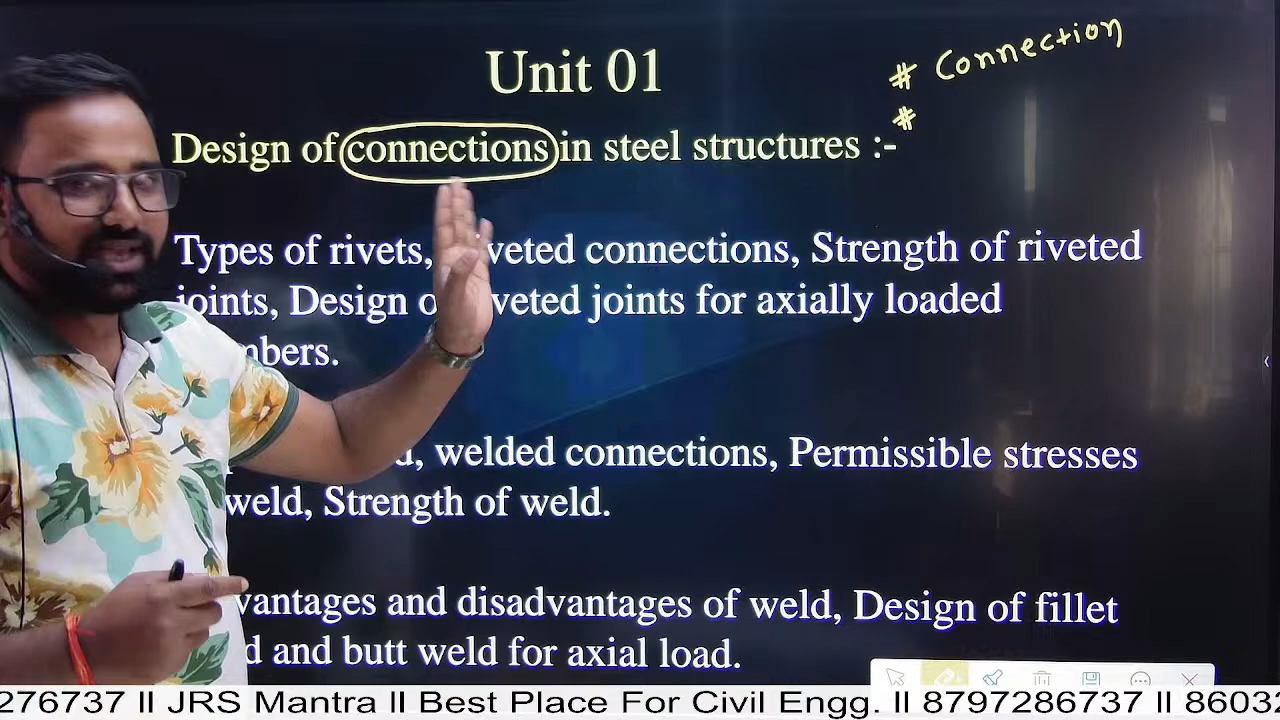 Unit 01
# Connection
#
Design of connections in steel structures :-
Types of rivets, veted connections, Strength of riveted
joints, Design o veted joints for axially loaded
mbers.
d, welded connections, Permissible stresses
weld, Strength of weld.
vantages and disadvantages of weld, Design of fillet
d and butt weld for axial load.
276737 II JRS Mantra II Best Place For Civil Engg. II 8797286737 II 8603